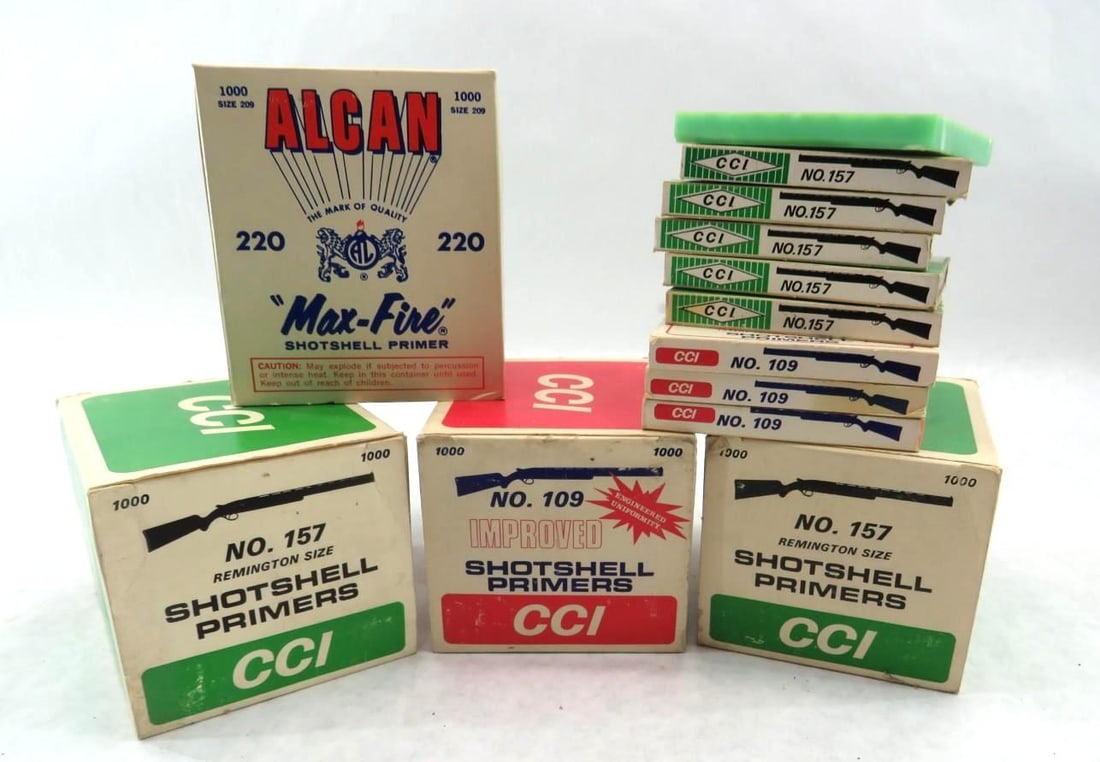 1000
SIZE 209
ALCAN
®
1000
SIZE 209
THE MARK OF QUALITY
220
AL
®
220
"Max-Fire"®
SHOTSHELL PRIMER
CAUTION: May explode if subjected to percussion
or intense heat. Keep in this container until used.
Keep out of reach of children.
CCI
NO.157
CCI
NO.157
CCI
NO.157
CCI
NO.157
CCI
NO.157
PRIMERS
CCI
NO. 109
CCI
NO. 109
CCI
NO. 109
CCI
1000
1000
NO. 157
REMINGTON SIZE
SHOTSHELL
PRIMERS
CCI
CCI
1000
1000
NO. 109
ENGINEERED
UNIFORMITY
IMPROVED
SHOTSHELL
PRIMERS
CCI
1000
1000
NO. 157
REMINGTON SIZE
SHOTSHELL
PRIMERS
CCI